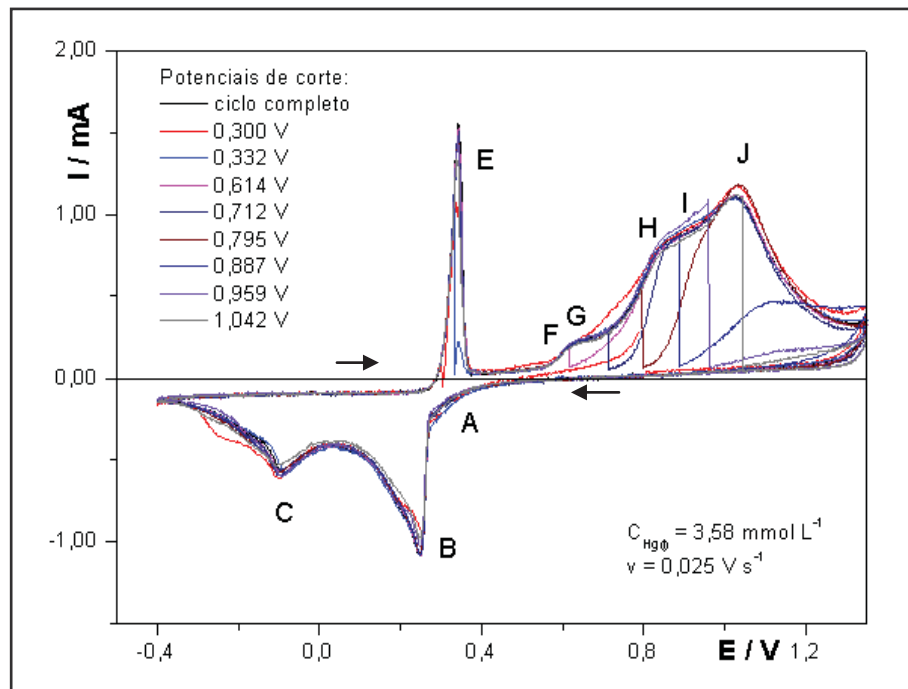 2,00
1,00
0,00
-1,00
I / mA
Potenciais de corte:
ciclo completo
0,300 V
0,332 V
0,614 V
0,712 V
0,795 V
0,887 V
0,959 V
1,042 V
E
J
I
H
G
F
A
B
C
C Hgϕ = 3,58 mmol L⁻¹
v = 0,025 V s⁻¹
-0,4 0,0 0,4 0,8 1,2
E / V